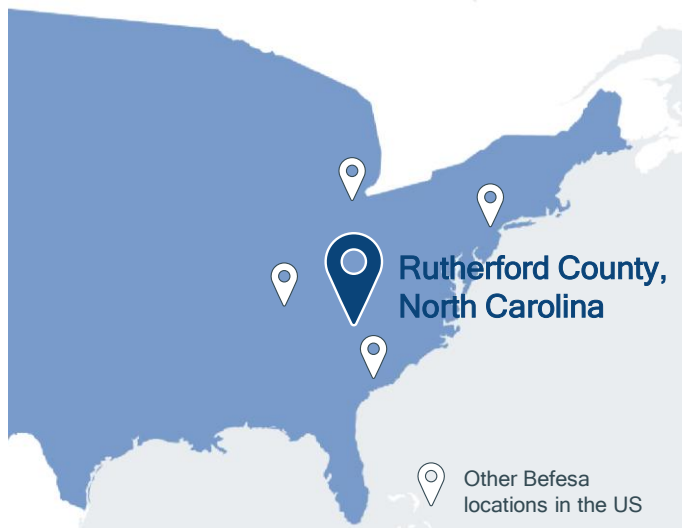 Rutherford County,
North Carolina
Other Befesa
locations in the US